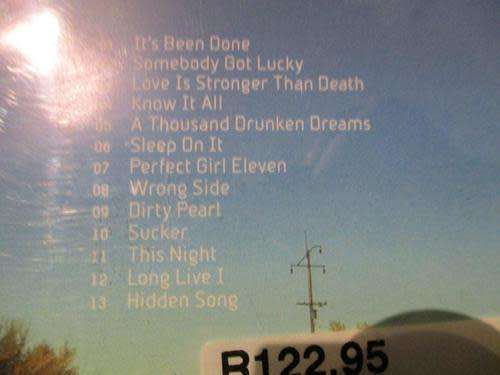 It's Been Done
Somebody Got Lucky
Love Is Stronger Than Death
Know It All
05 A Thousand Drunken Dreams
06 Sleep On It
07 Perfect Girl Eleven
08 Wrong Side
09 Dirty Pearl
10 Sucker
11 This Night
12 Long Live I
13 Hidden Song
R122.95